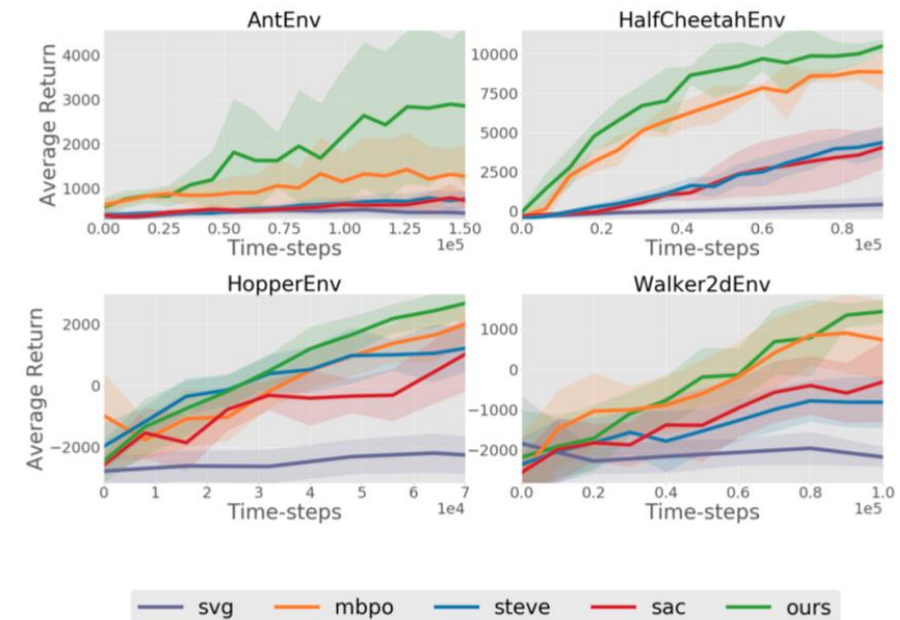 AntEnv
HalfCheetahEnv
Average Return
4000
3000
2000
1000
0.00 0.25 0.50 0.75 1.00 1.25 1.50
Time-steps
1e5
10000
7500
5000
2500
0
0.0 0.2 0.4 0.6 0.8
Time-steps
1e5
HopperEnv
Walker2dEnv
Average Return
2000
0
−2000
0 1 2 3 4 5 6 7
Time-steps
1e4
1000
0
−1000
−2000
0.0 0.2 0.4 0.6 0.8 1.0
Time-steps
1e5
svg mbpo steve sac ours